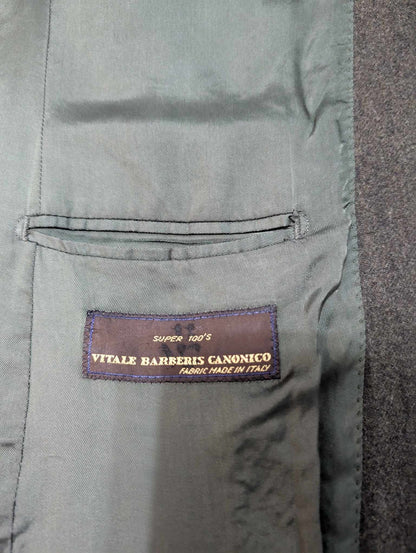 SUPER 100'S
VITALE BARBERIS CANONICO
FABRIC MADE IN ITALY